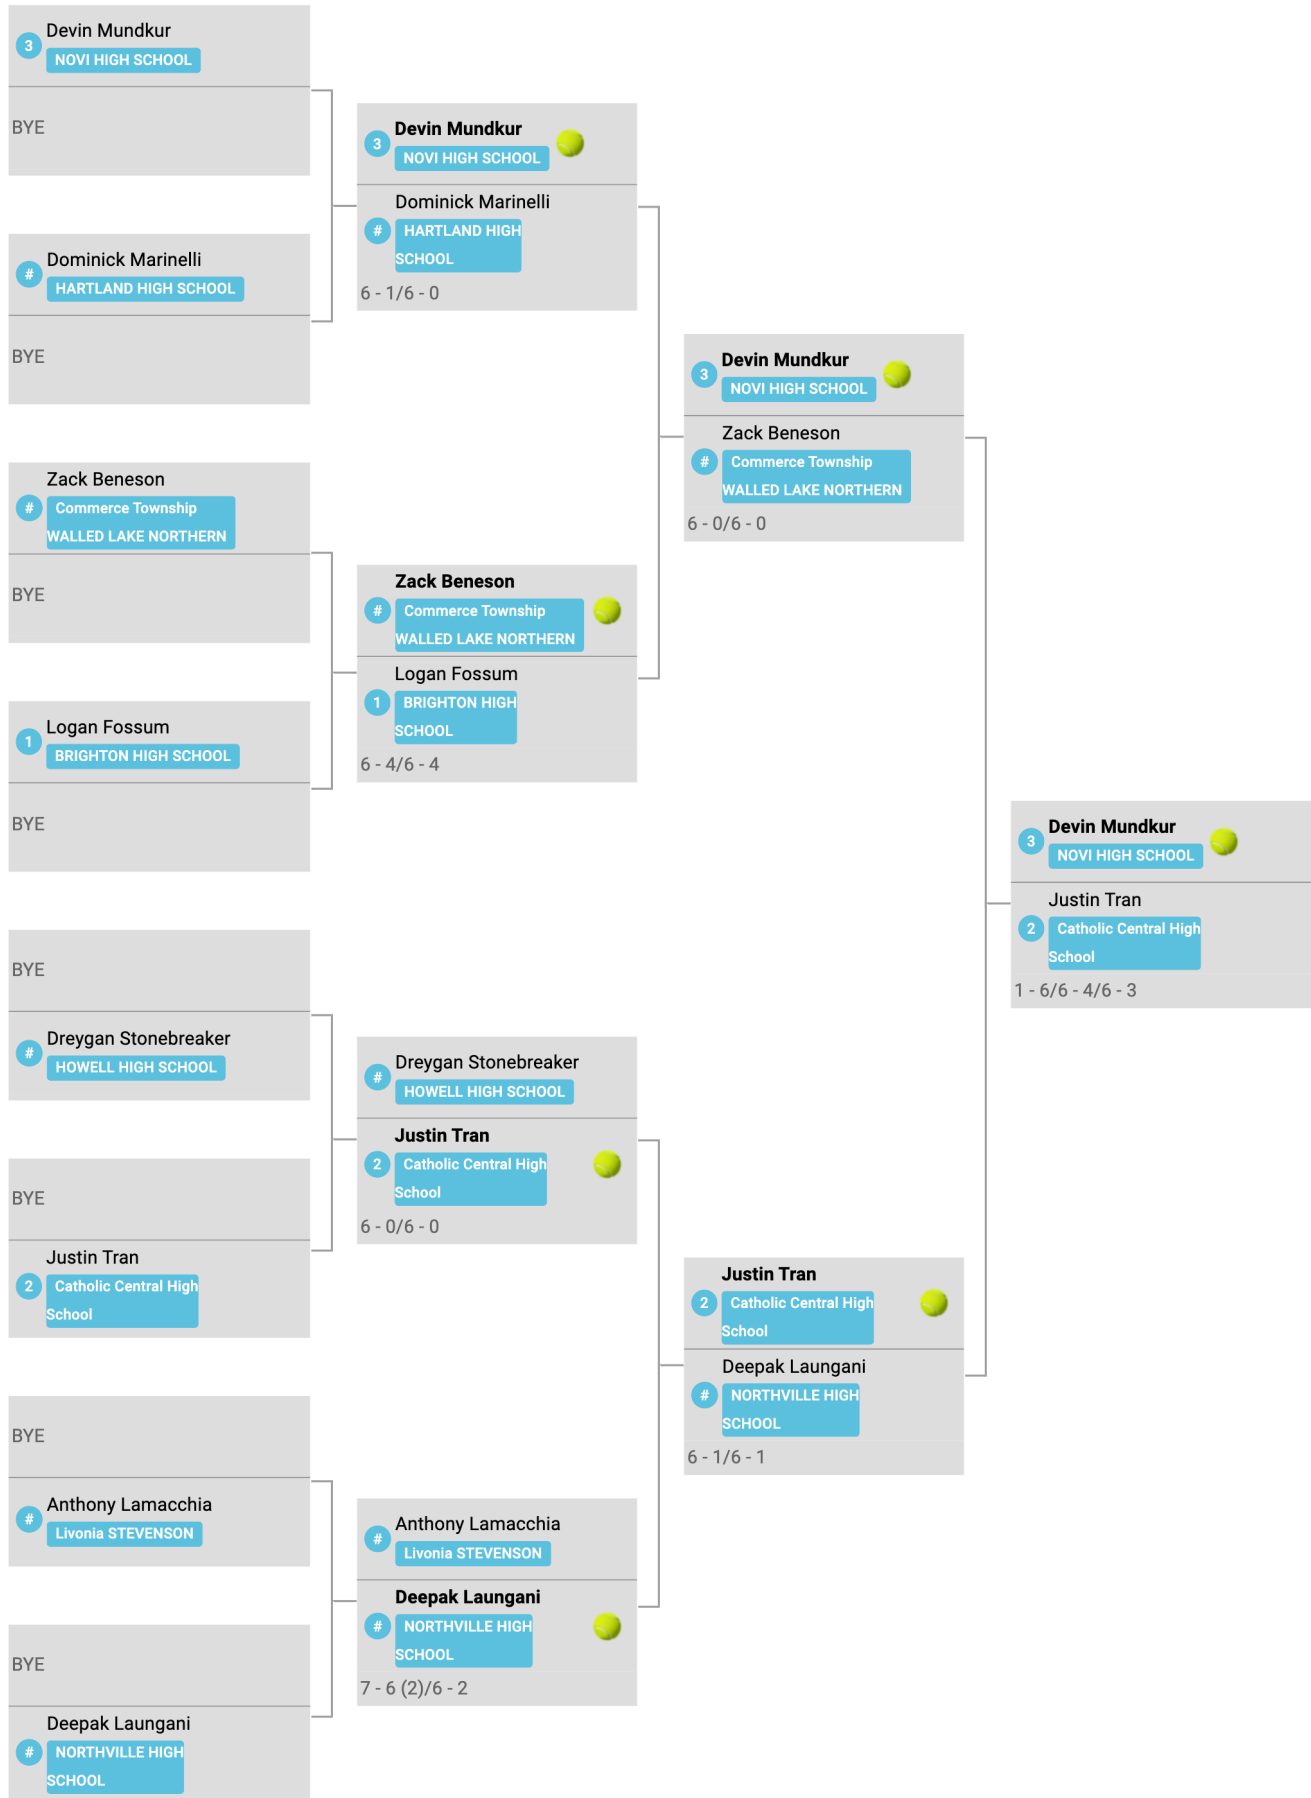 3
Devin Mundkur
NOVI HIGH SCHOOL
BYE
#
Dominick Marinelli
HARTLAND HIGH SCHOOL
BYE
#
Zack Beneson
Commerce Township
WALLED LAKE NORTHERN
BYE
1
Logan Fossum
BRIGHTON HIGH SCHOOL
BYE
BYE
#
Dreygan Stonebreaker
HOWELL HIGH SCHOOL
BYE
2
Justin Tran
Catholic Central High
School
BYE
#
Anthony Lamacchia
Livonia STEVENSON
BYE
#
Deepak Laungani
NORTHVILLE HIGH
SCHOOL
3
Devin Mundkur
NOVI HIGH SCHOOL
#
Dominick Marinelli
HARTLAND HIGH
SCHOOL
6 - 1/6 - 0
#
Zack Beneson
Commerce Township
WALLED LAKE NORTHERN
1
Logan Fossum
BRIGHTON HIGH
SCHOOL
6 - 4/6 - 4
#
Dreygan Stonebreaker
HOWELL HIGH SCHOOL
2
Justin Tran
Catholic Central High
School
6 - 0/6 - 0
#
Anthony Lamacchia
Livonia STEVENSON
#
Deepak Laungani
NORTHVILLE HIGH
SCHOOL
7 - 6 (2)/6 - 2
3
Devin Mundkur
NOVI HIGH SCHOOL
#
Zack Beneson
Commerce Township
WALLED LAKE NORTHERN
6 - 0/6 - 0
2
Justin Tran
Catholic Central High
School
#
Deepak Laungani
NORTHVILLE HIGH
SCHOOL
6 - 1/6 - 1
3
Devin Mundkur
NOVI HIGH SCHOOL
2
Justin Tran
Catholic Central High
School
1 - 6/6 - 4/6 - 3